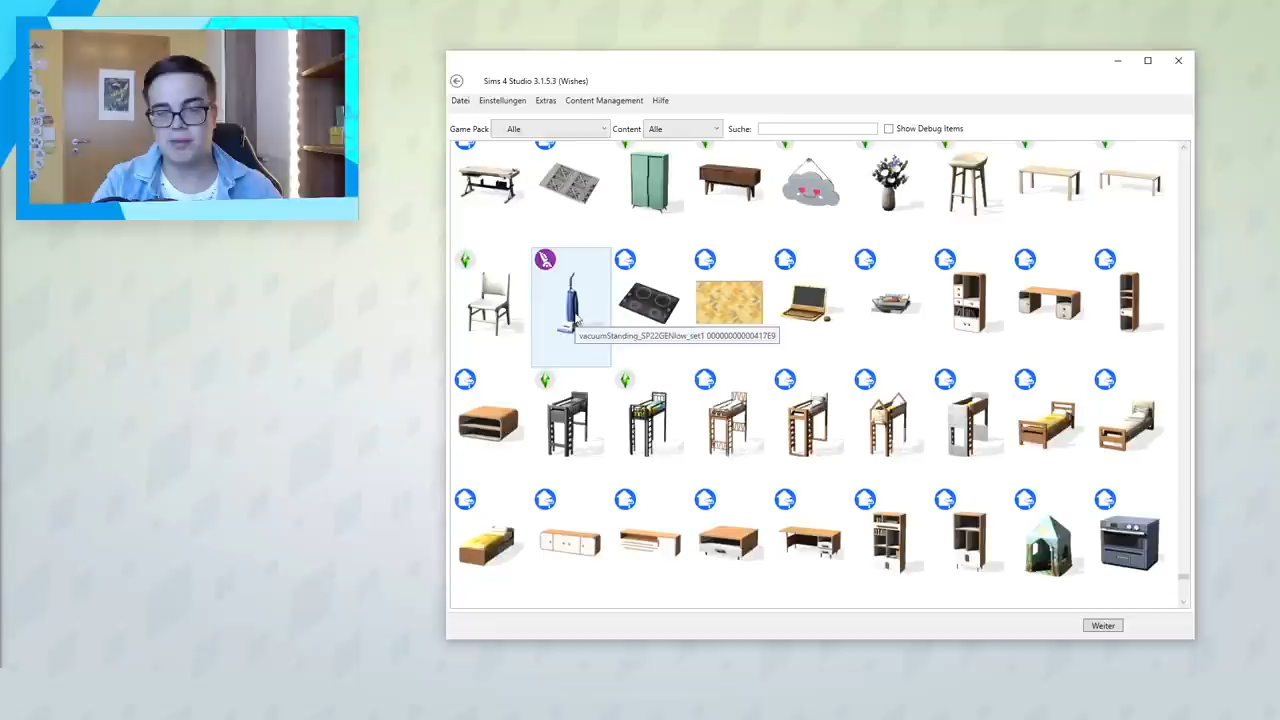 Sims 4 Studio 3.1.5.3 (Wishes)
Datei Einstellungen Extras Content Management Hilfe
Game Pack Alle Content Alle Suche: Show Debug Items
vacuumStanding_SP22GENlow_set1 00000000000417E9
Weiter